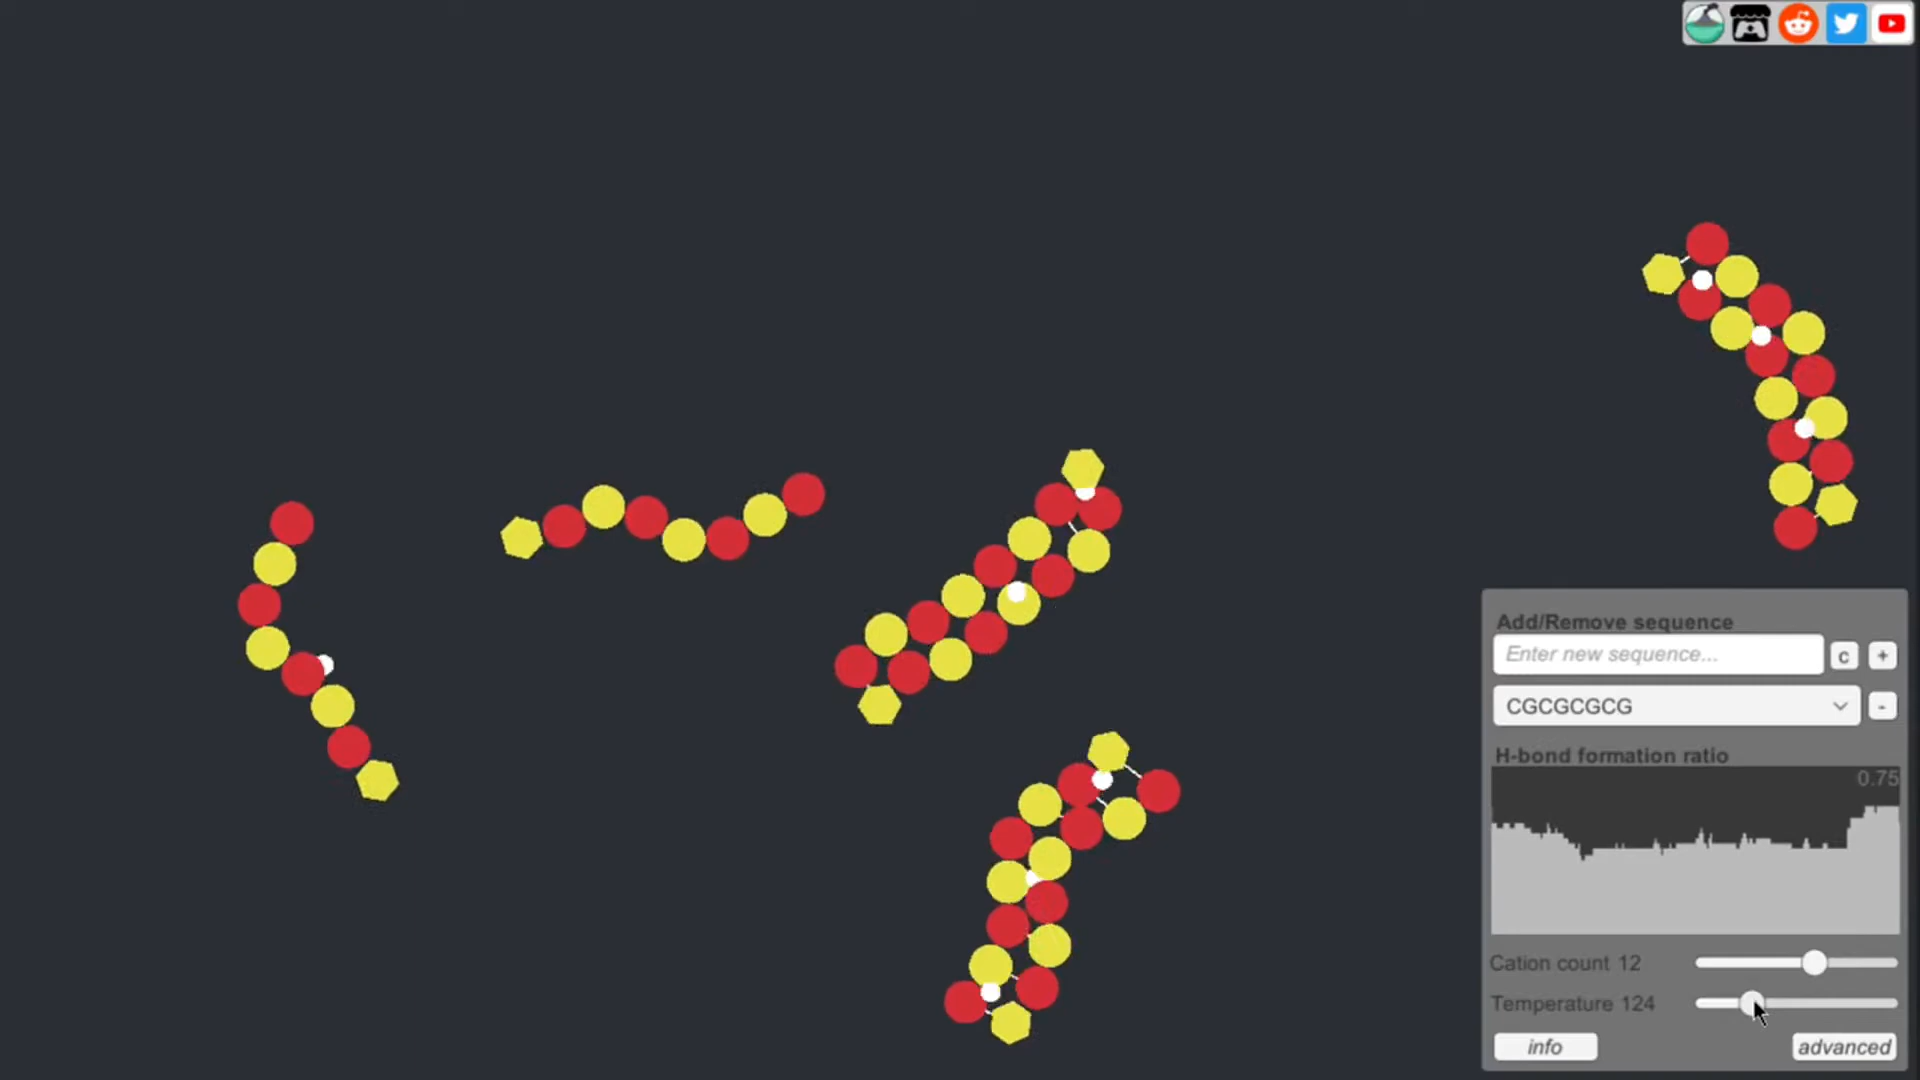 Add/Remove sequence
Enter new sequence...
c
+
CGCGCGCG
-
H-bond formation ratio
0.75
Cation count 12
Temperature 124
info
advanced